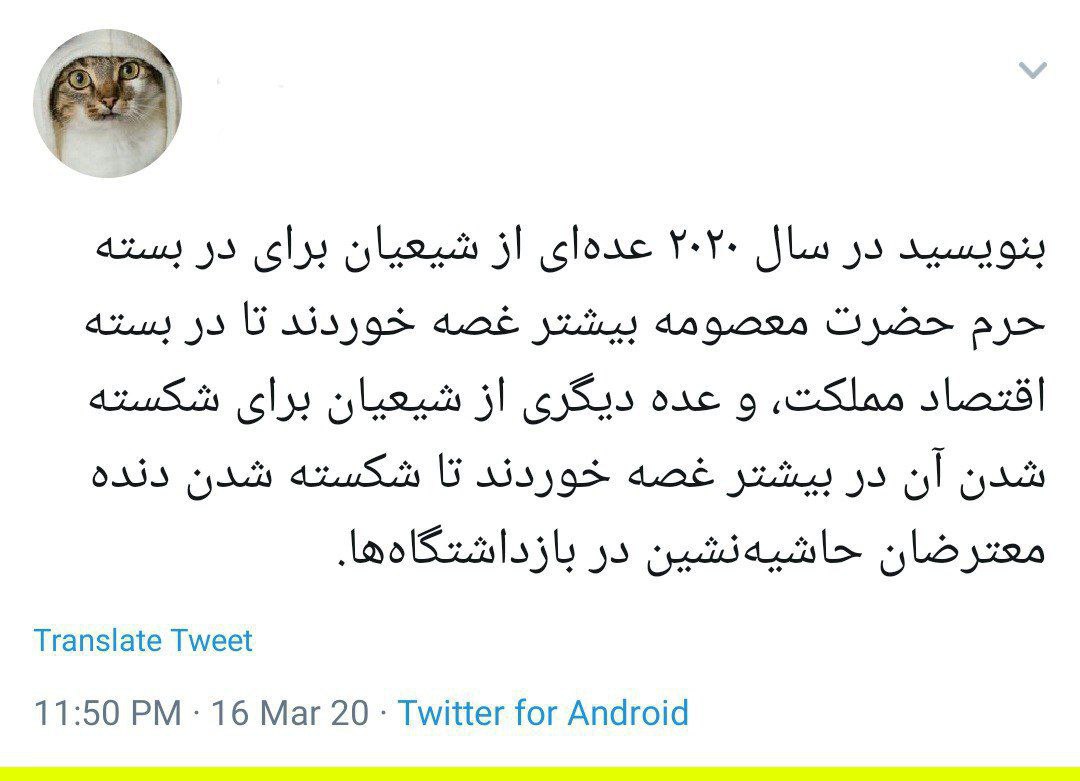 بنویسید در سال ۲۰۲۰ عده‌ای از شیعیان برای در بسته
حرم حضرت معصومه بیشتر غصه خوردند تا در بسته
اقتصاد مملکت، و عده دیگری از شیعیان برای شکسته
شدن آن در بیشتر غصه خوردند تا شکسته شدن دنده
معترضان حاشیه‌نشین در بازداشتگاه‌ها.
Translate Tweet
11:50 PM · 16 Mar 20 · Twitter for Android